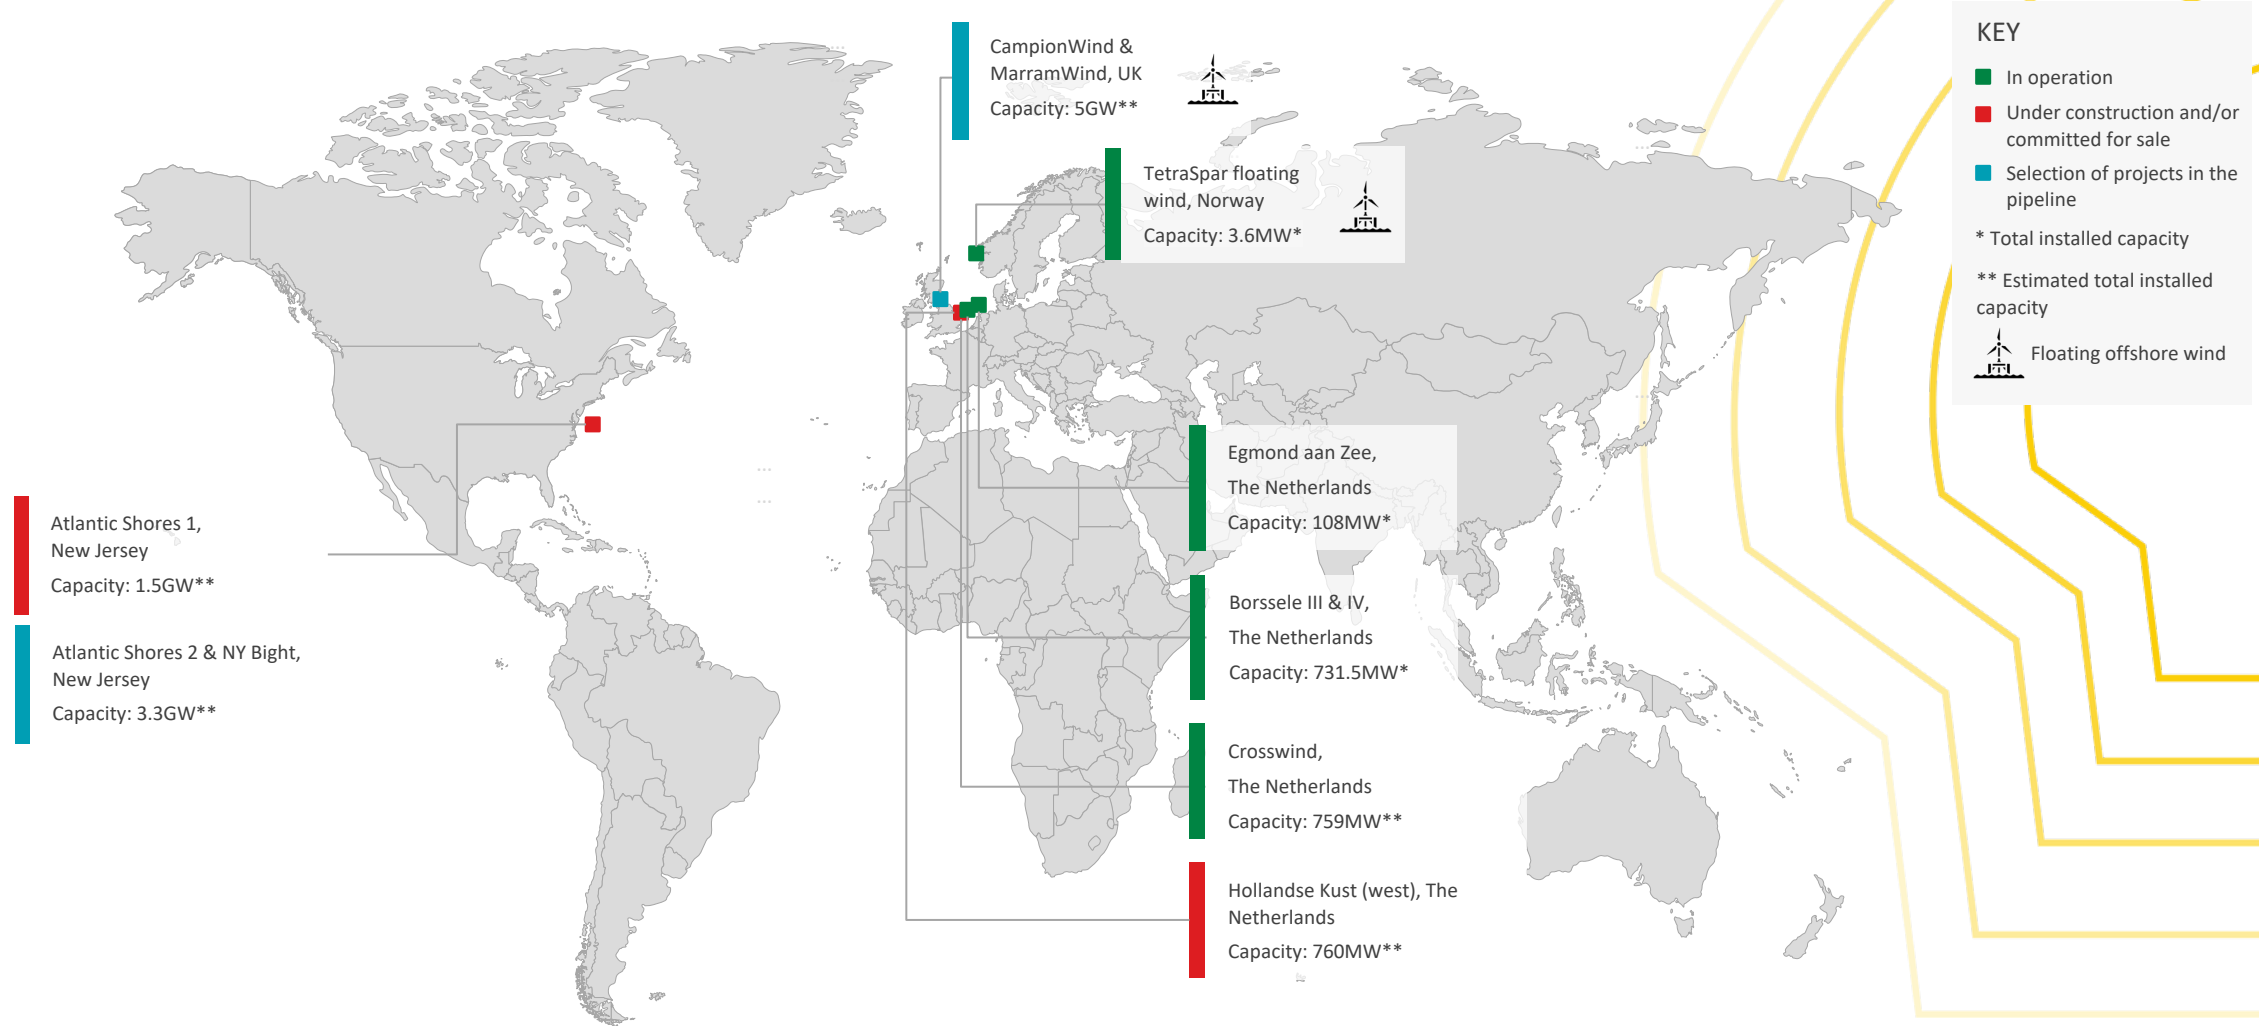 CampionWind &
MarramWind, UK
Capacity: 5GW**
TetraSpar floating
wind, Norway
Capacity: 3.6MW*
Atlantic Shores 1,
New Jersey
Capacity: 1.5GW**
Atlantic Shores 2 & NY Bight,
New Jersey
Capacity: 3.3GW**
Egmond aan Zee,
The Netherlands
Capacity: 108MW*
Borssele III & IV,
The Netherlands
Capacity: 731.5MW*
Crosswind,
The Netherlands
Capacity: 759MW**
Hollandse Kust (west), The
Netherlands
Capacity: 760MW**
KEY
In operation
Under construction and/or
committed for sale
Selection of projects in the
pipeline
* Total installed capacity
** Estimated total installed
capacity
Floating offshore wind